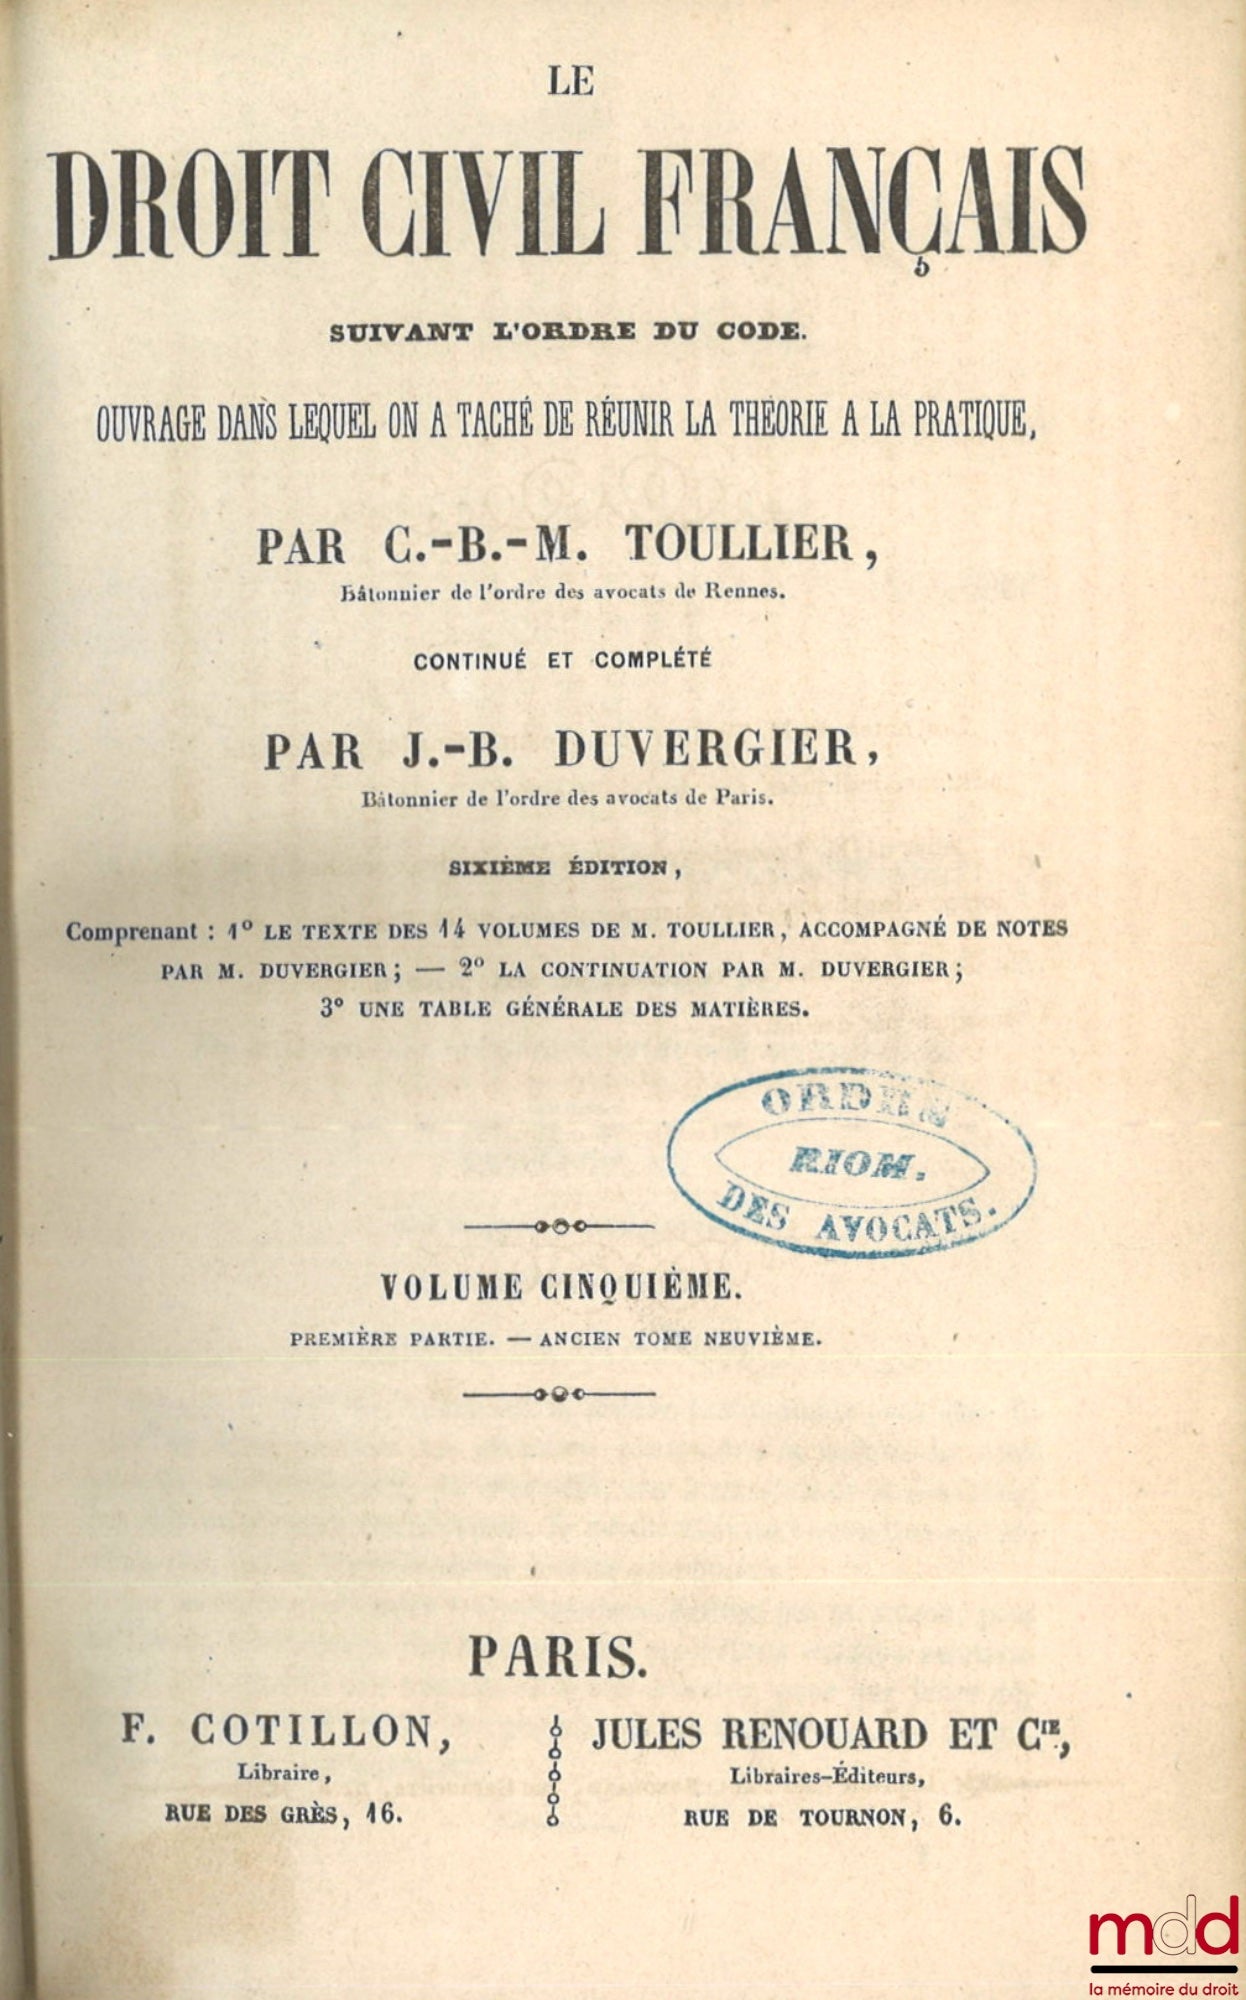 LE
DROIT CIVIL FRANÇAIS
SUIVANT L'ORDRE DU CODE.
OUVRAGE DANS LEQUEL ON A TACHÉ DE RÉUNIR LA THÉORIE A LA PRATIQUE,
PAR C.-B.-M. TOULLIER,
Bâtonnier de l'ordre des avocats de Rennes.
CONTINUÉ ET COMPLÉTÉ
PAR J.-B. DUVERGIER,
Bâtonnier de l'ordre des avocats de Paris.
SIXIÈME ÉDITION,
Comprenant : 1º LE TEXTE DES 14 VOLUMES DE M. TOULLIER, ACCOMPAGNÉ DE NOTES
PAR M. DUVERGIER; — 2º LA CONTINUATION PAR M. DUVERGIER;
3º UNE TABLE GÉNÉRALE DES MATIÈRES.
ORDRE
RIOM.
DES AVOCATS.
VOLUME CINQUIÈME.
PREMIÈRE PARTIE. — ANCIEN TOME NEUVIÈME.
PARIS.
F. COTILLON,
Libraire,
RUE DES GRÈS, 16.
JULES RENOUARD ET CIE,
Libraires-Éditeurs,
RUE DE TOURNON, 6.
mdd
la mémoire du droit